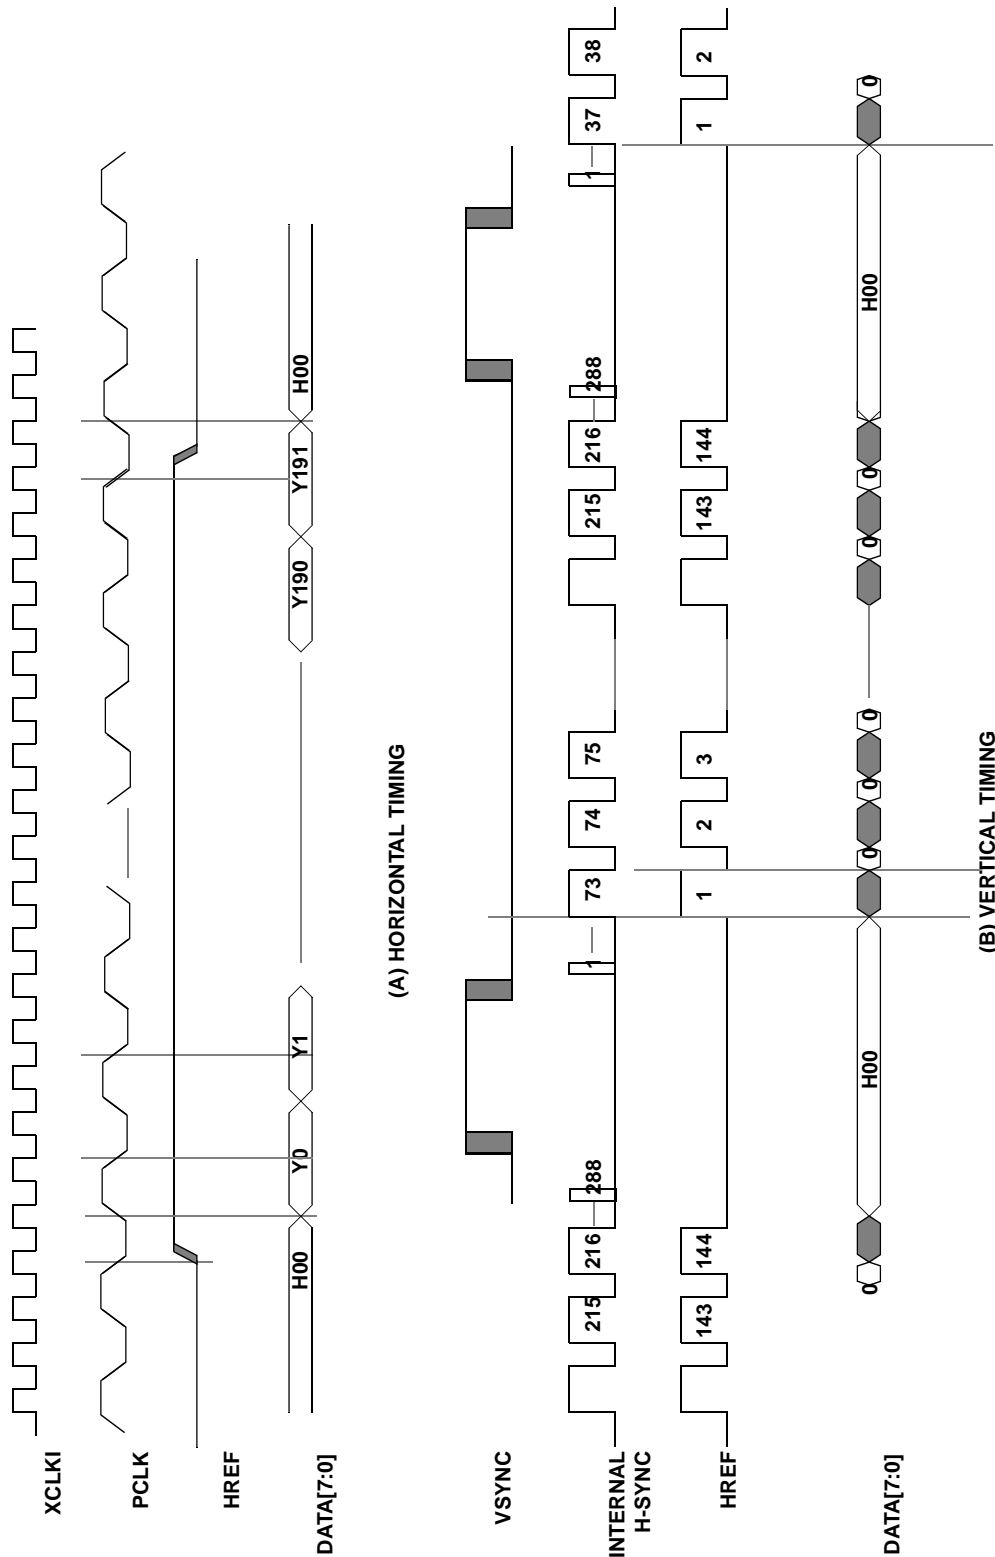 XCLKI
PCLK
HREF
DATA[7:0]
H00 Y0 Y1 Y190 Y191 H00
(A) HORIZONTAL TIMING
VSYNC
INTERNAL
H-SYNC
215 216 288 1 73 74 75 215 216 288 1 37 38
HREF
143 144 1 2 3 143 144 1 2
DATA[7:0]
0 H00 0 0 0 0 0 H00 0
(B) VERTICAL TIMING